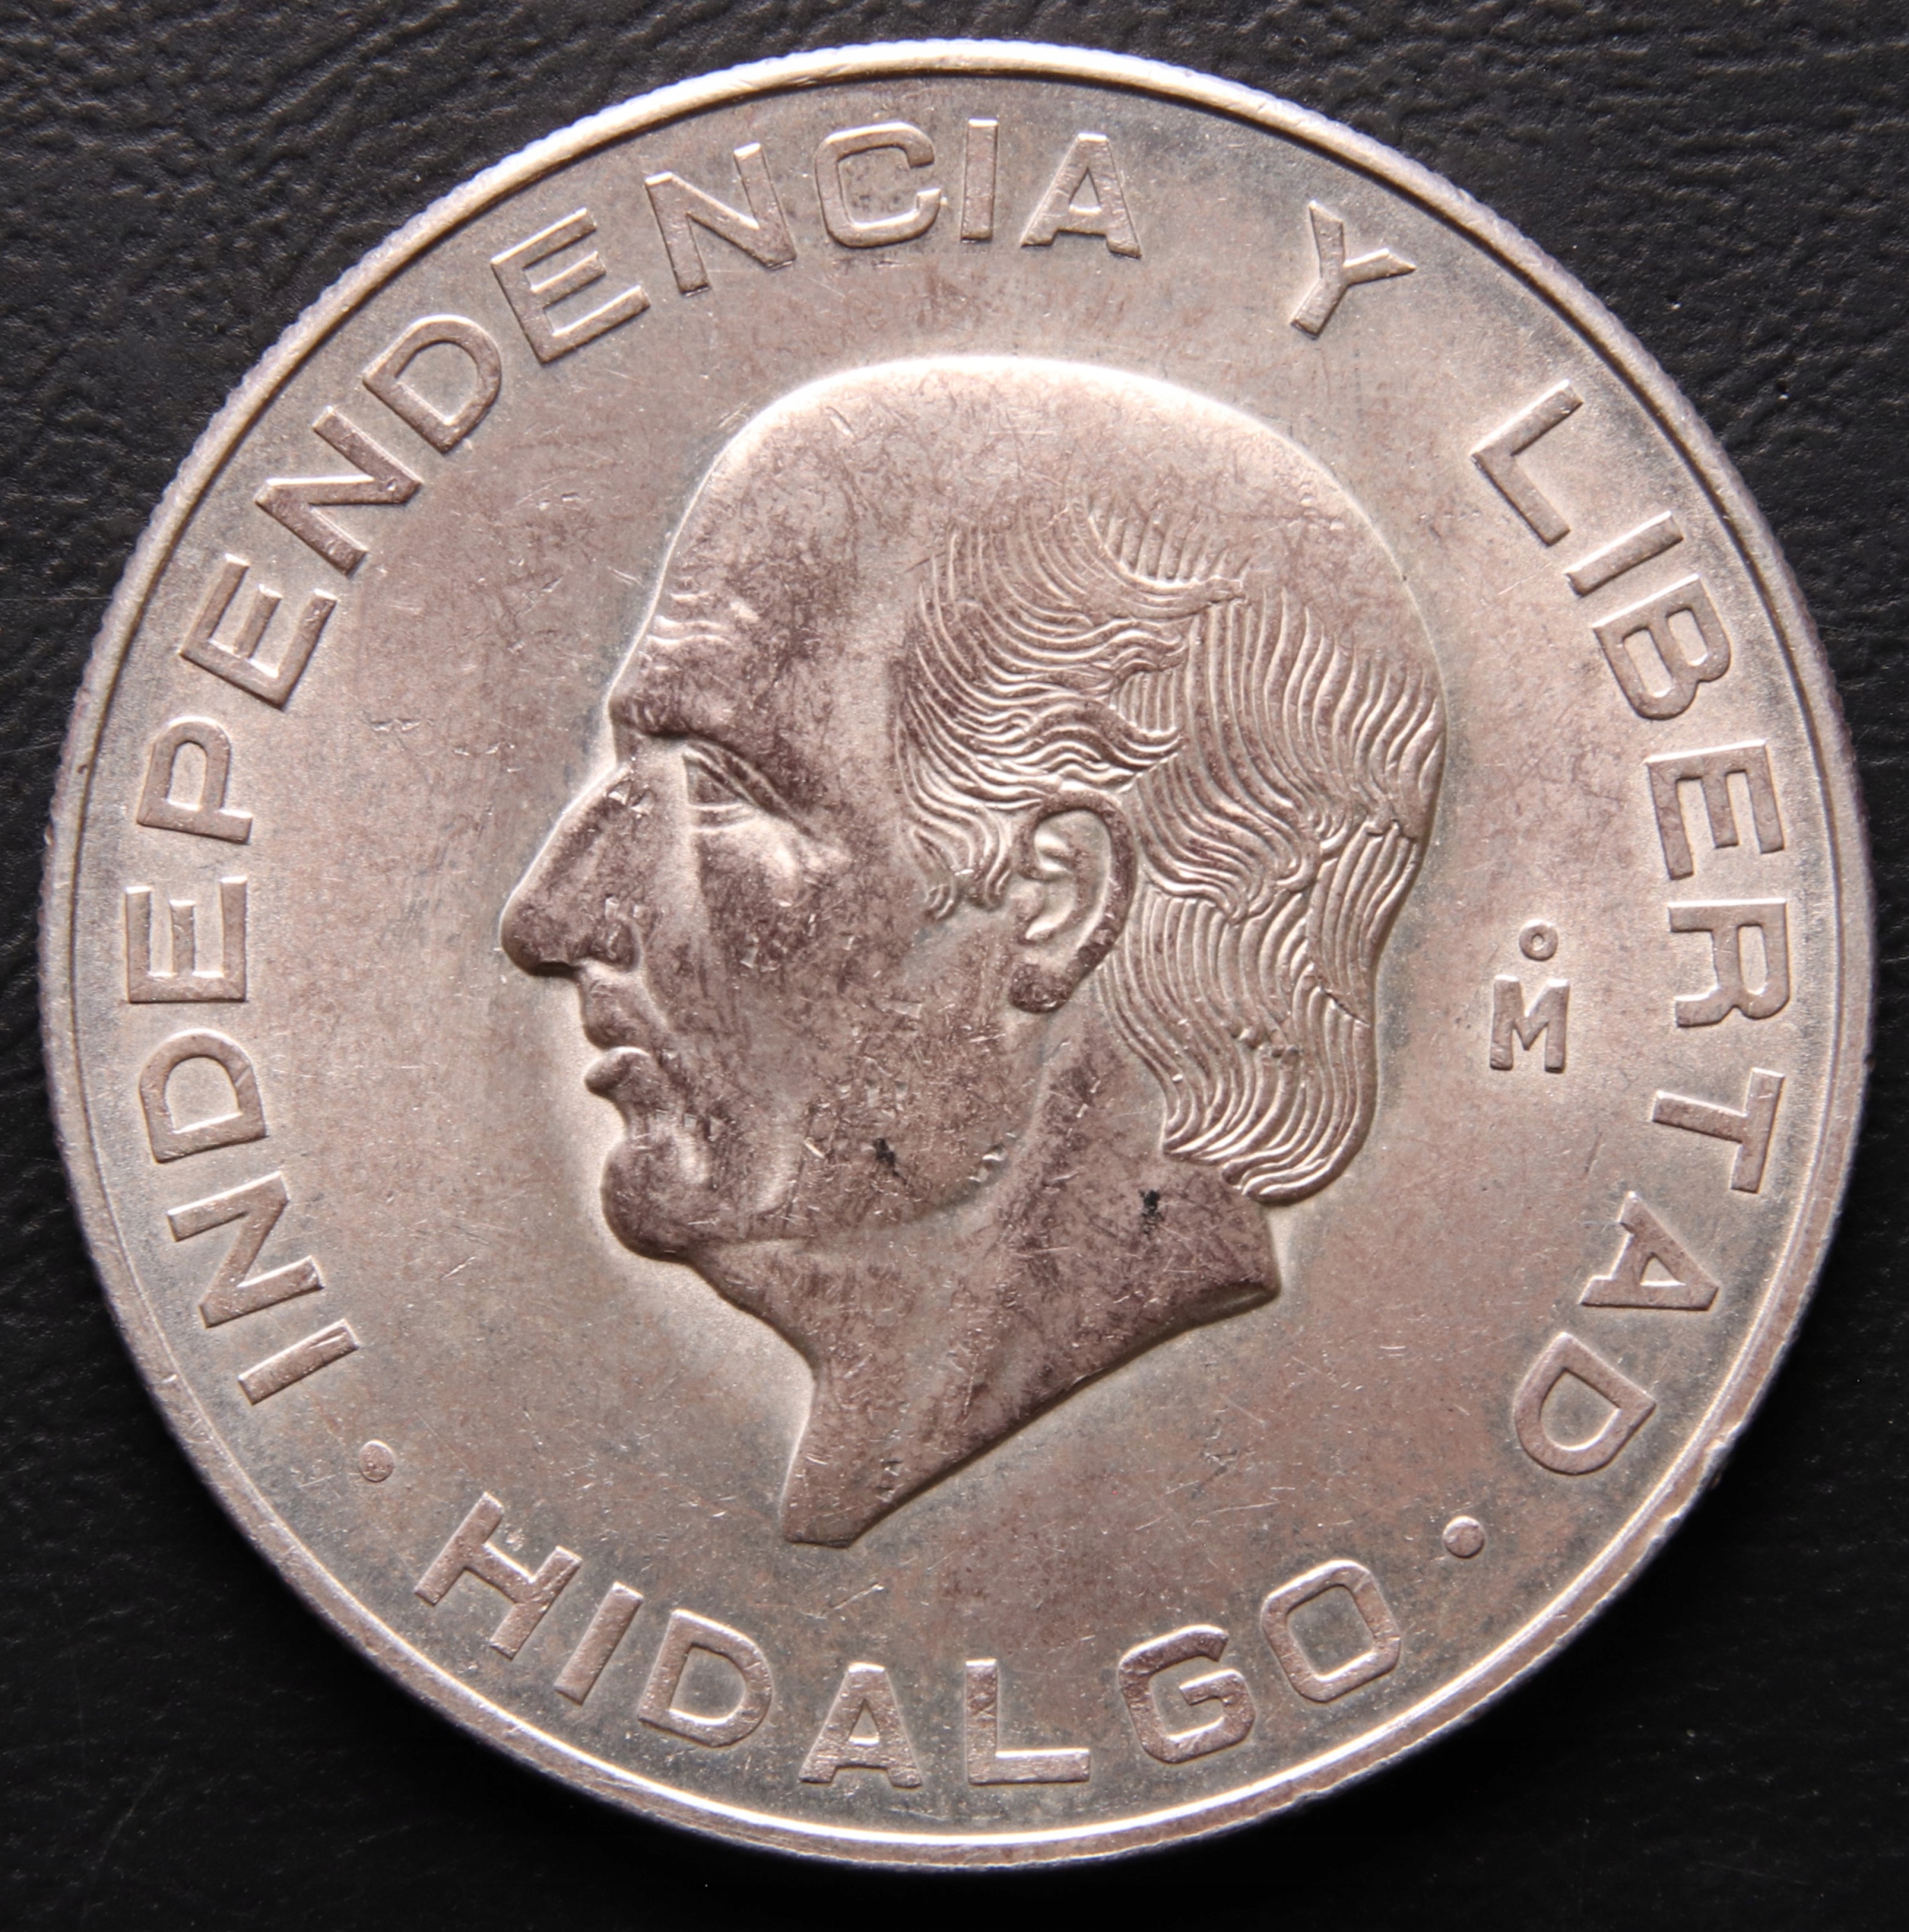 INDEPENDENCIA Y LIBERTAD
Mº
• HIDALGO •